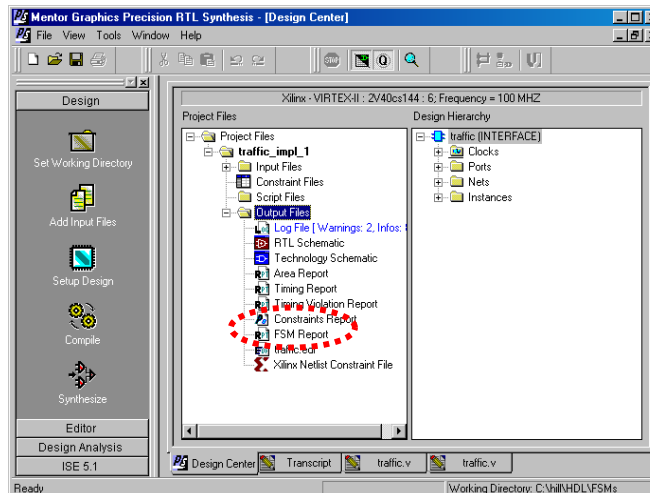 Mentor Graphics Precision RTL Synthesis - [Design Center]
File View Tools Window Help
Design
Set Working Directory
Add Input Files
Setup Design
Compile
Synthesize
Editor
Design Analysis
ISE 5.1
Xilinx - VIRTEX-II : 2V40cs144 : 6; Frequency = 100 MHZ
Project Files
Project Files
traffic_impl_1
Input Files
Constraint Files
Script Files
Output Files
Log File [ Warnings: 2, Infos:
RTL Schematic
Technology Schematic
Area Report
Timing Report
Timing Violation Report
Constraints Report
FSM Report
traffic.edf
Xilinx Netlist Constraint File
Design Hierarchy
traffic (INTERFACE)
Clocks
Ports
Nets
Instances
Design Center Transcript traffic.v traffic.v
Ready
Working Directory: C:\hill\HDL\FSMs